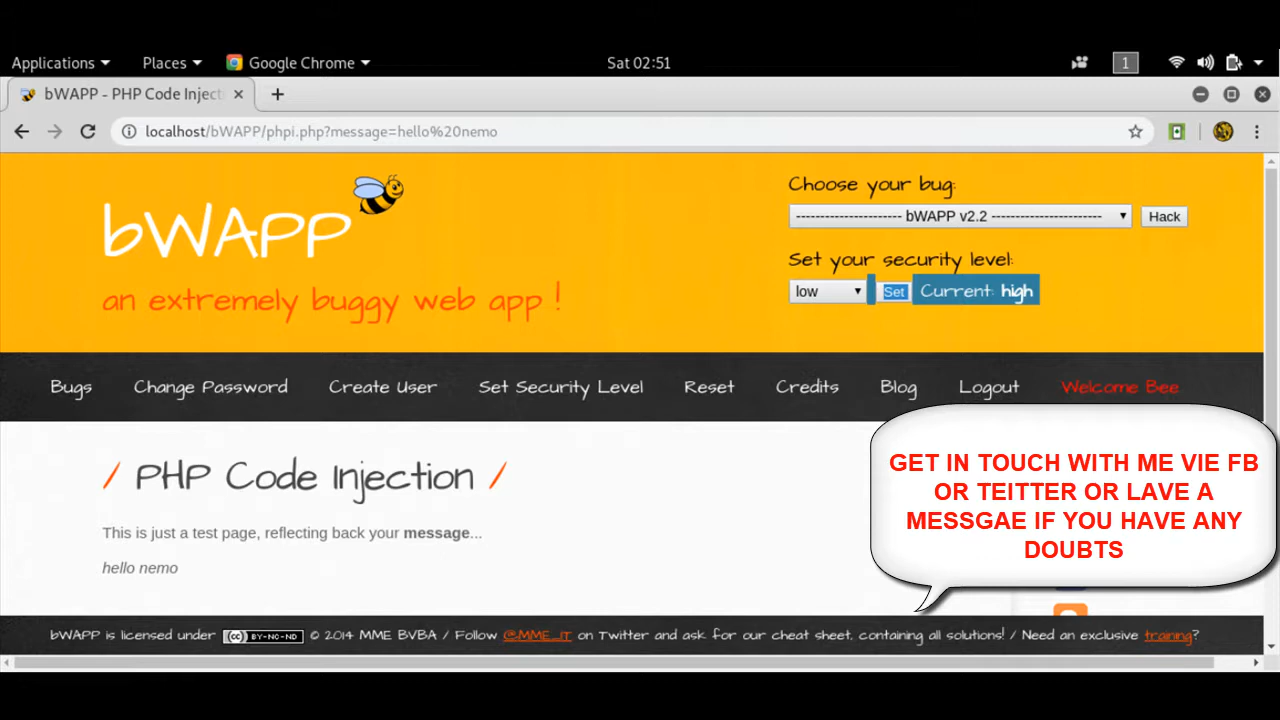 Applications Places Google Chrome Sat 02:51 1
bWAPP - PHP Code Inject
localhost/bWAPP/phpi.php?message=hello%20nemo
bWAPP
an extremely buggy web app !
Choose your bug:
---------------------- bWAPP v2.2 ----------------------- Hack
Set your security level:
low Set Current: high
Bugs Change Password Create User Set Security Level Reset Credits Blog Logout Welcome Bee
/ PHP Code Injection /
This is just a test page, reflecting back your message...
hello nemo
GET IN TOUCH WITH ME VIE FB
OR TEITTER OR LAVE A
MESSGAE IF YOU HAVE ANY
DOUBTS
bWAPP is licensed under (cc) BY-NC-ND © 2014 MME BVBA / Follow @MME_IT on Twitter and ask for our cheat sheet, containing all solutions! / Need an exclusive training?